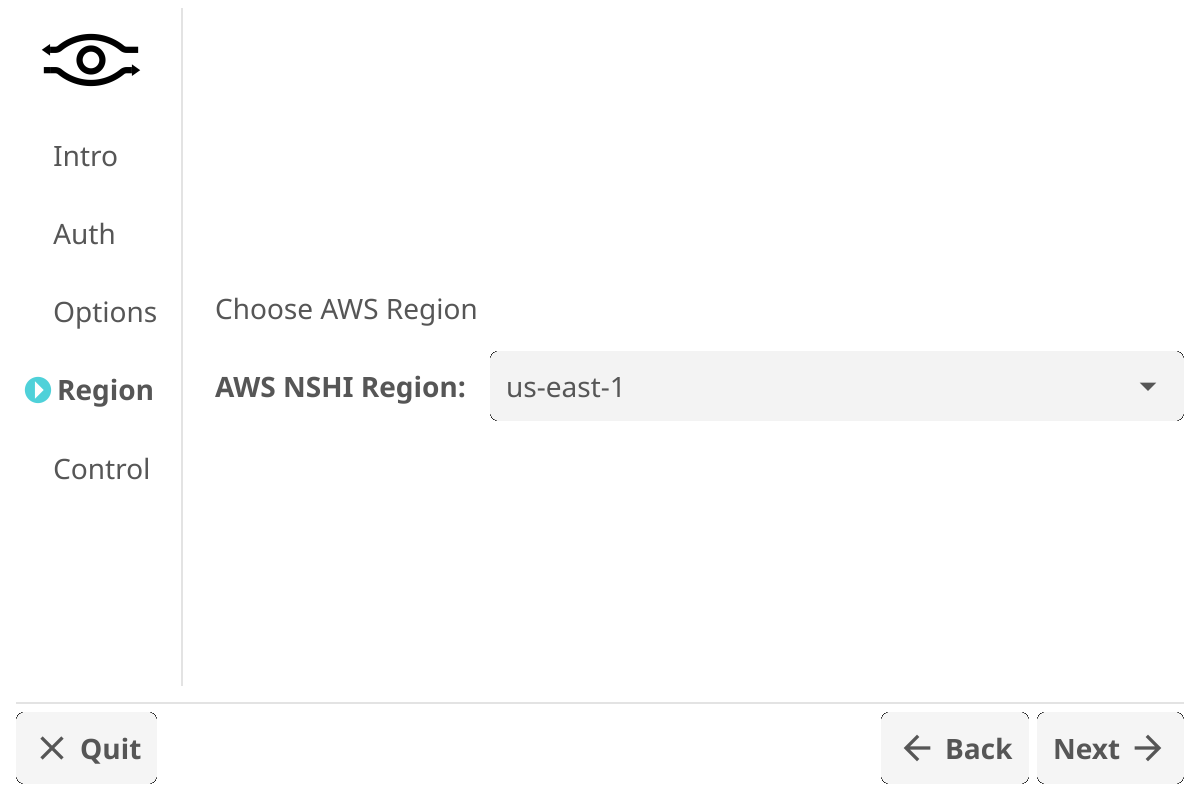 Intro
Auth
Options
Region
Control
Choose AWS Region
AWS NSHI Region: us-east-1
Quit
Back Next